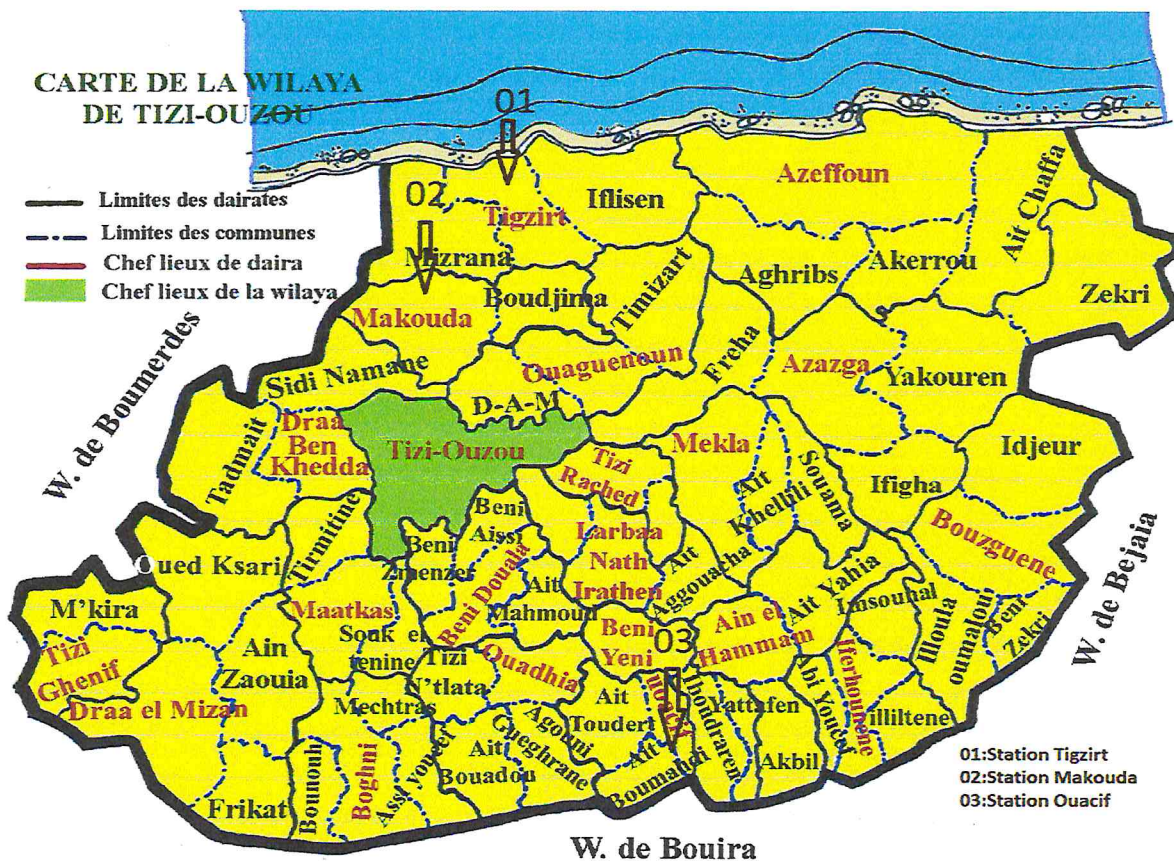 CARTE DE LA WILAYA
DE TIZI-OUZOU
Limites des dairates
Limites des communes
Chef lieux de daira
Chef lieux de la wilaya
01
02
03
W. de Boumerdes
W. de Bejaia
W. de Bouira
Azeffoun
Iflisen
Tigzirt
Mizrana
Ait Chaffa
Akerrou
Aghribs
Zekri
Timizart
Boudjima
Makouda
Ouaguenoun
Freha
Azazga
Yakouren
Sidi Namane
D-A-M
Tadmait
Draa
Ben
Khedda
Tizi-Ouzou
Tizi
Rached
Mekla
Ait
Khellili
Souama
Ifigha
Idjeur
Bouzguene
Beni
Aissi
Beni
Zmenzer
Beni Douala
Ait
Mahmoud
Larbaa
Nath
Irathen
Ait
Aggouacha
Ait Yahia
Imsouhal
Illoula
oumalou
Beni
Zekri
Oued Ksari
Tirmitine
Maatkas
Souk el
tenine
M'kira
Tizi
Ghenif
Draa el Mizan
Ain
Zaouia
Frikat
Mechtras
Bounouh
Boghni
Assi youcef
Tizi
N'tlata
Ouadhia
Ait
Bouadou
Agouni
Gueghrane
Ait
Toudert
Ait
Boumahdi
Ouacif
Beni
Yeni
Ain el
Hammam
Yattafen
Akbil
Abi Youcef
Iferhounene
illiltene
01:Station Tigzirt
02:Station Makouda
03:Station Ouacif